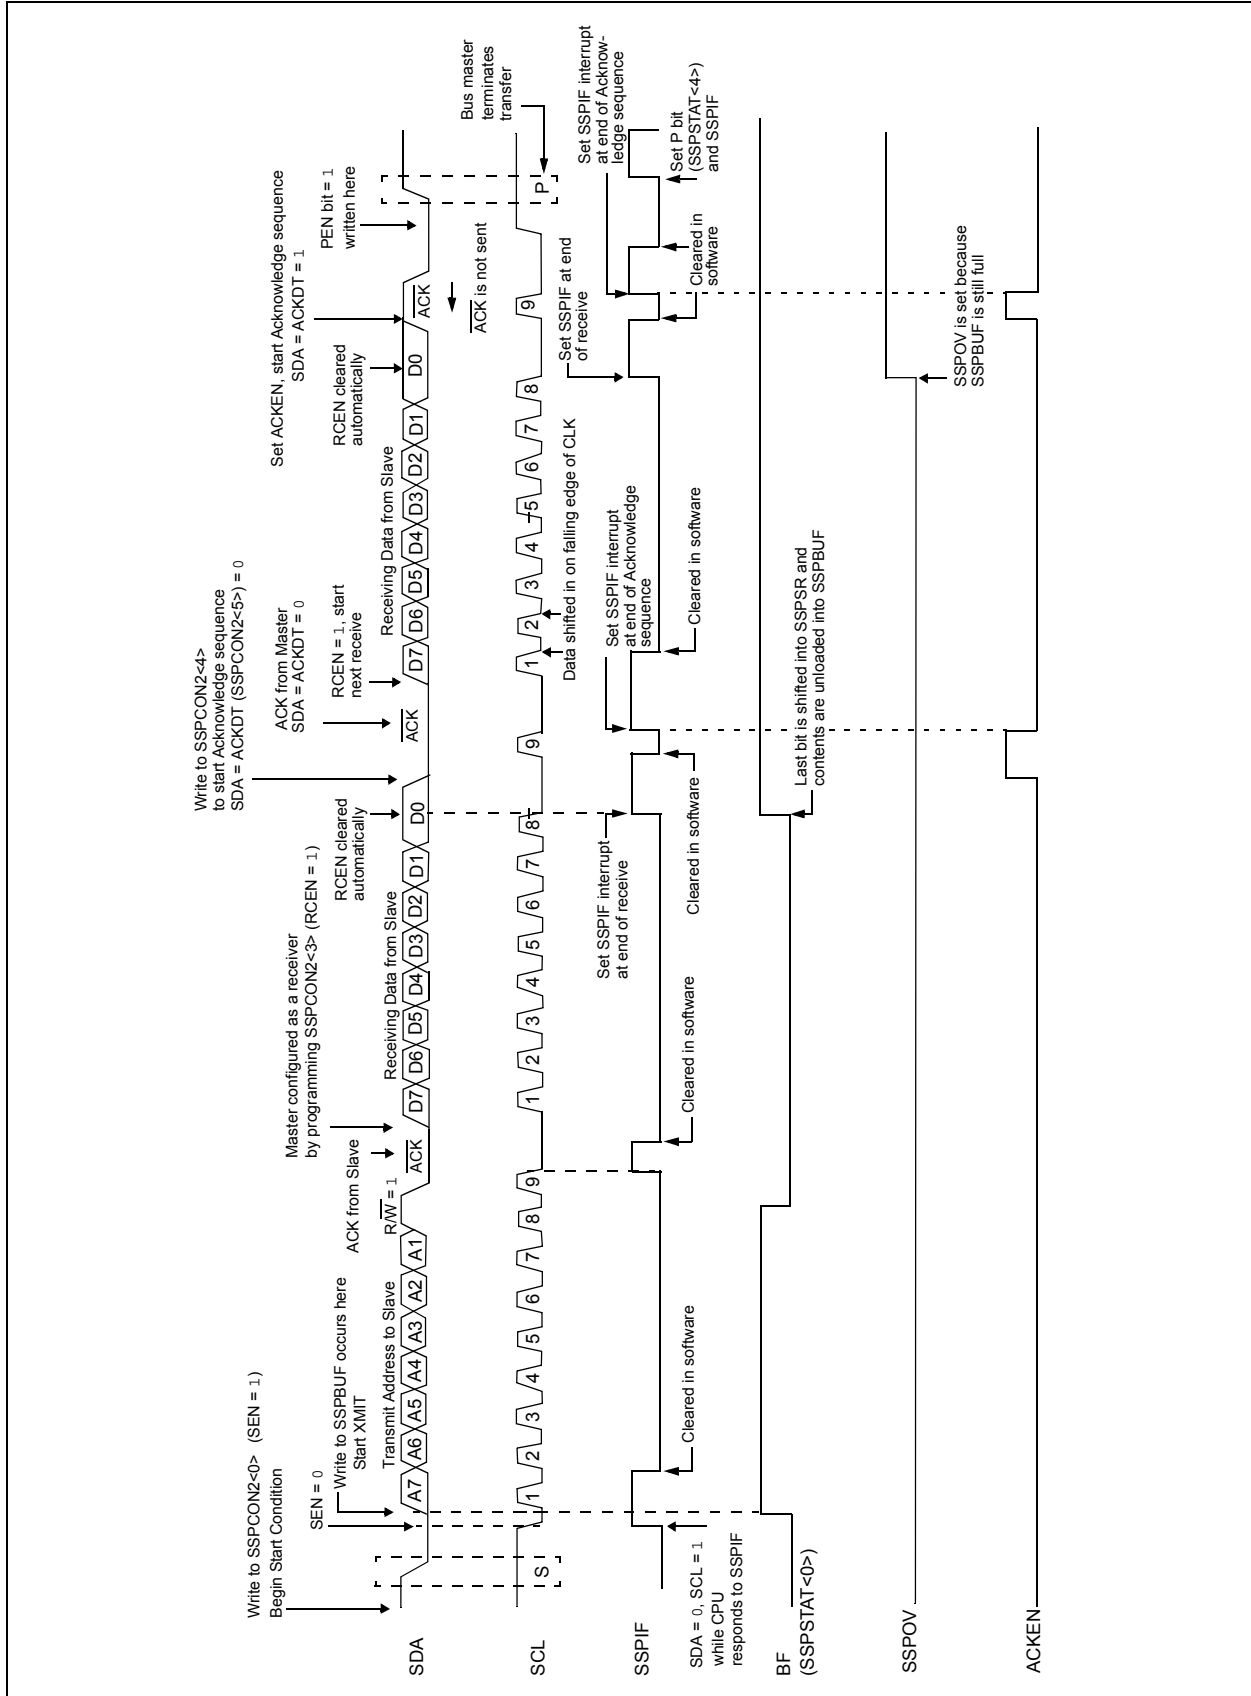 Write to SSPCON2<0> (SEN = 1)
Begin Start Condition
SEN = 0
Write to SSPBUF occurs here
Start XMIT
ACK from Slave
Master configured as a receiver
by programming SSPCON2<3> (RCEN = 1)
RCEN cleared
automatically
Write to SSPCON2<4>
to start Acknowledge sequence
SDA = ACKDT (SSPCON2<5>) = 0
ACK from Master
SDA = ACKDT = 0
RCEN = 1, start
next receive
RCEN cleared
automatically
Set ACKEN, start Acknowledge sequence
SDA = ACKDT = 1
PEN bit = 1
written here
Transmit Address to Slave
R/W = 1
Receiving Data from Slave
Receiving Data from Slave
SDA
A7 A6 A5 A4 A3 A2 A1
ACK
D7 D6 D5 D4 D3 D2 D1 D0
ACK
D7 D6 D5 D4 D3 D2 D1 D0
ACK
ACK is not sent
Bus master
terminates
transfer
SCL
S
1 2 3 4 5 6 7 8 9
1 2 3 4 5 6 7 8 9
1 2 3 4 5 6 7 8 9
P
Data shifted in on falling edge of CLK
Set SSPIF interrupt
at end of receive
Set SSPIF interrupt
at end of Acknowledge
sequence
Set SSPIF at end
of receive
Set SSPIF interrupt
at end of Acknow-
ledge sequence
SSPIF
SDA = 0, SCL = 1
while CPU
responds to SSPIF
Cleared in software
Cleared in software
Cleared in software
Cleared in software
Cleared in
software
Set P bit
(SSPSTAT<4>)
and SSPIF
BF
(SSPSTAT<0>)
Last bit is shifted into SSPSR and
contents are unloaded into SSPBUF
SSPOV
SSPOV is set because
SSPBUF is still full
ACKEN